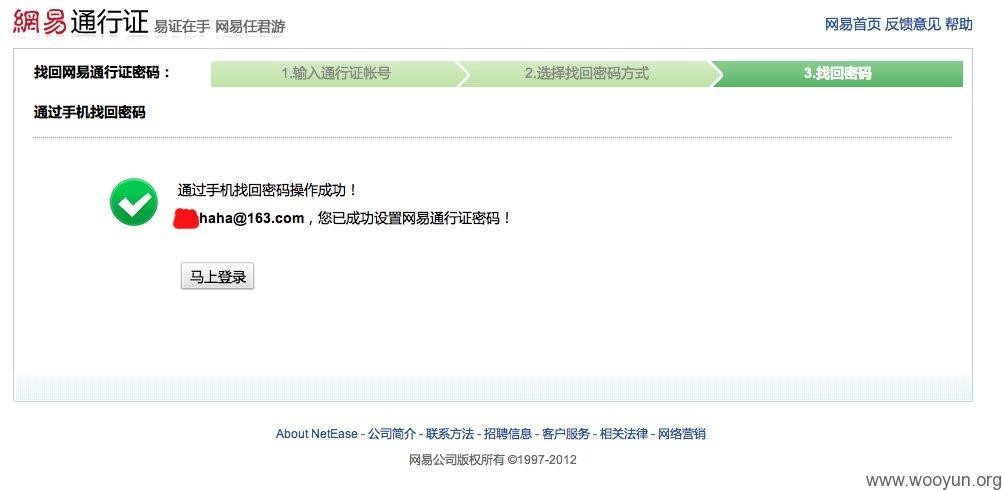 網易通行证 易证在手 网易任君游
网易首页 反馈意见 帮助
找回网易通行证密码：
1.输入通行证帐号
2.选择找回密码方式
3.找回密码
通过手机找回密码
通过手机找回密码操作成功！
haha@163.com，您已成功设置网易通行证密码！
马上登录
About NetEase - 公司简介 - 联系方法 - 招聘信息 - 客户服务 - 相关法律 - 网络营销
网易公司版权所有 ©1997-2012
www.wooyun.org